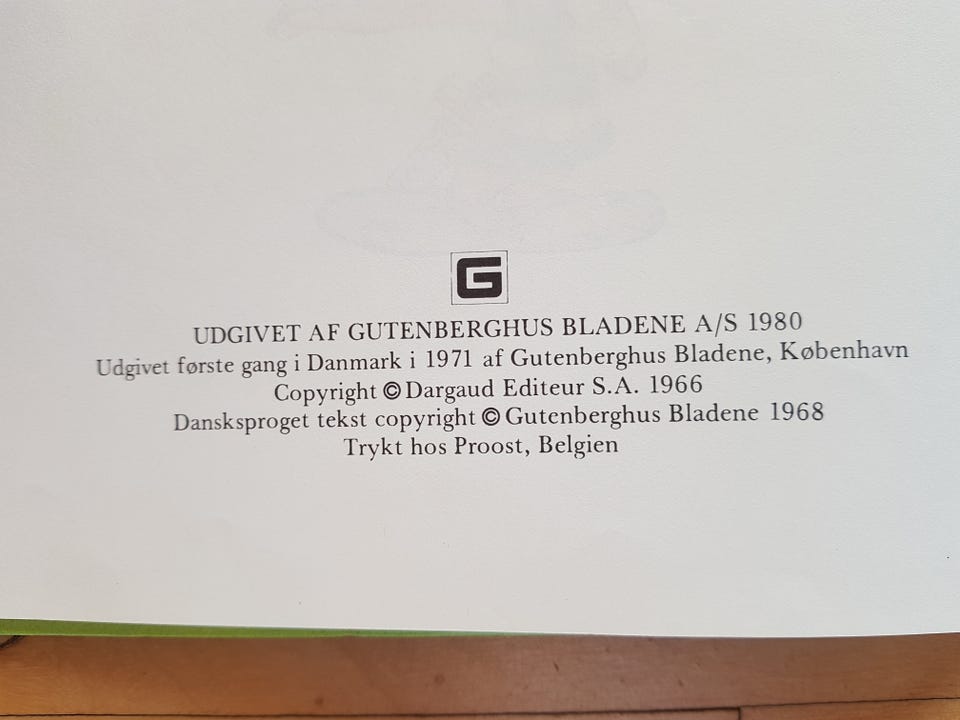 G
UDGIVET AF GUTENBERGHUS BLADENE A/S 1980
Udgivet første gang i Danmark i 1971 af Gutenberghus Bladene, København
Copyright © Dargaud Editeur S.A. 1966
Dansksproget tekst copyright © Gutenberghus Bladene 1968
Trykt hos Proost, Belgien